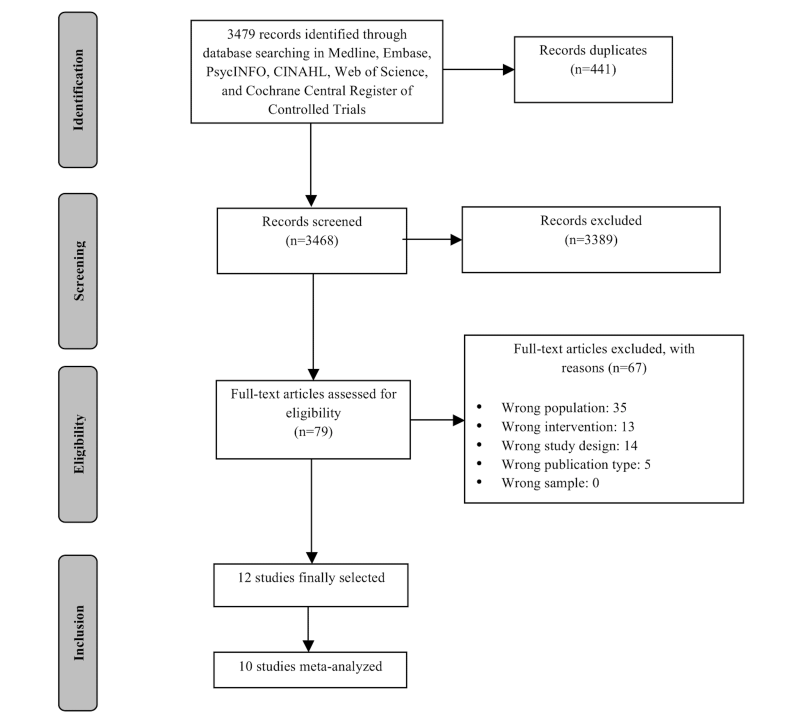 Identification
3479 records identified through
database searching in Medline, Embase,
PsycINFO, CINAHL, Web of Science,
and Cochrane Central Register of
Controlled Trials
Records duplicates
(n=441)
Screening
Records screened
(n=3468)
Records excluded
(n=3389)
Eligibility
Full-text articles assessed for
eligibility
(n=79)
Full-text articles excluded, with
reasons (n=67)
• Wrong population: 35
• Wrong intervention: 13
• Wrong study design: 14
• Wrong publication type: 5
• Wrong sample: 0
Inclusion
12 studies finally selected
10 studies meta-analyzed